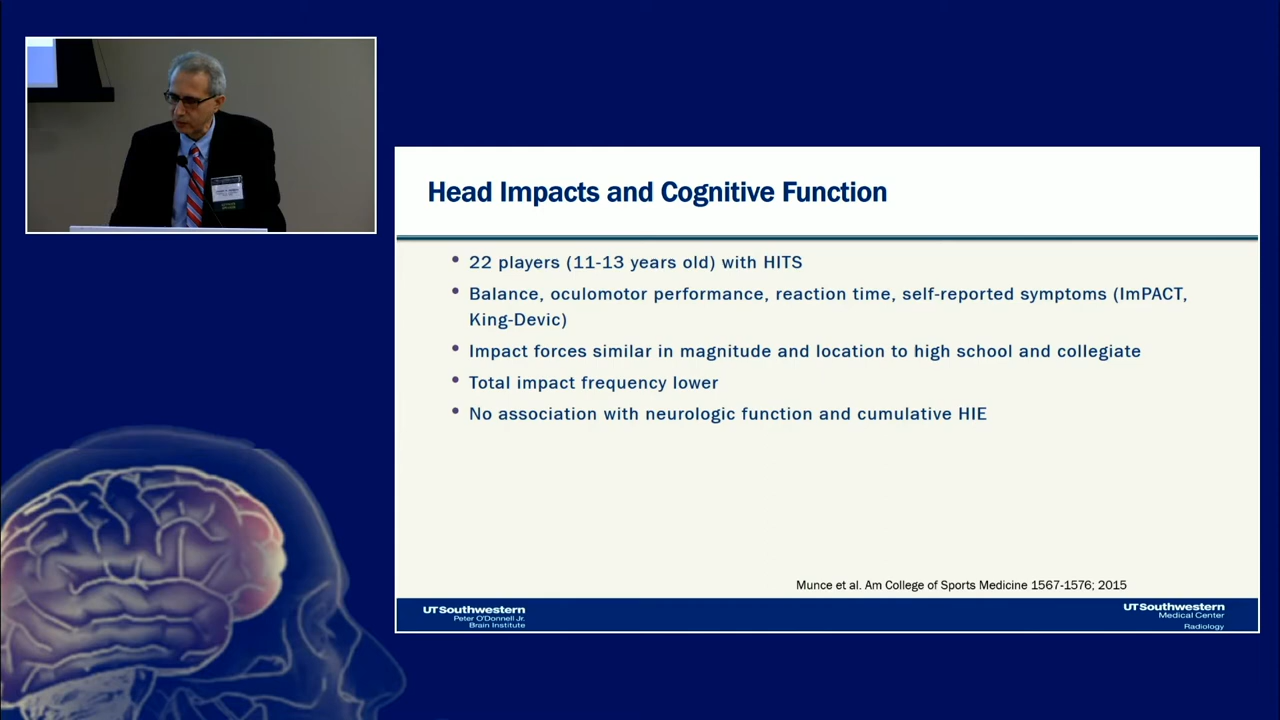 Head Impacts and Cognitive Function
• 22 players (11-13 years old) with HITS
• Balance, oculomotor performance, reaction time, self-reported symptoms (ImPACT,
King-Devic)
• Impact forces similar in magnitude and location to high school and collegiate
• Total impact frequency lower
• No association with neurologic function and cumulative HIE
Munce et al. Am College of Sports Medicine 1567-1576; 2015
UTSouthwestern
Peter O'Donnell Jr.
Brain Institute
UTSouthwestern
Medical Center
Radiology